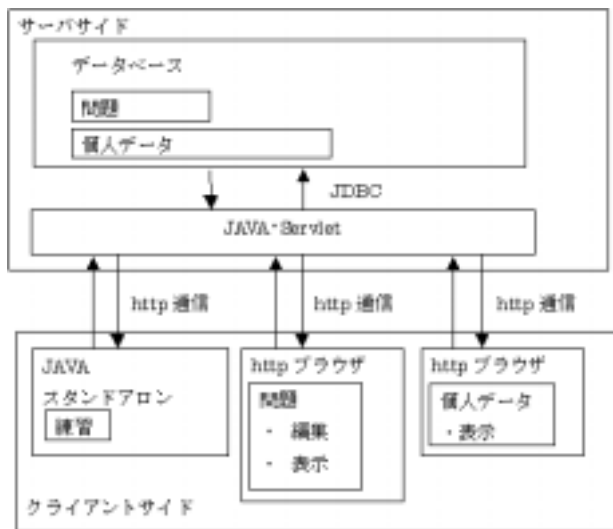 サーバサイド
データベース
問題
個人データ
JDBC
JAVA-Servlet
http 通信
http 通信
http 通信
JAVA
スタンドアロン
練習
http ブラウザ
問題
・ 編集
・ 表示
http ブラウザ
個人データ
・表示
クライアントサイド